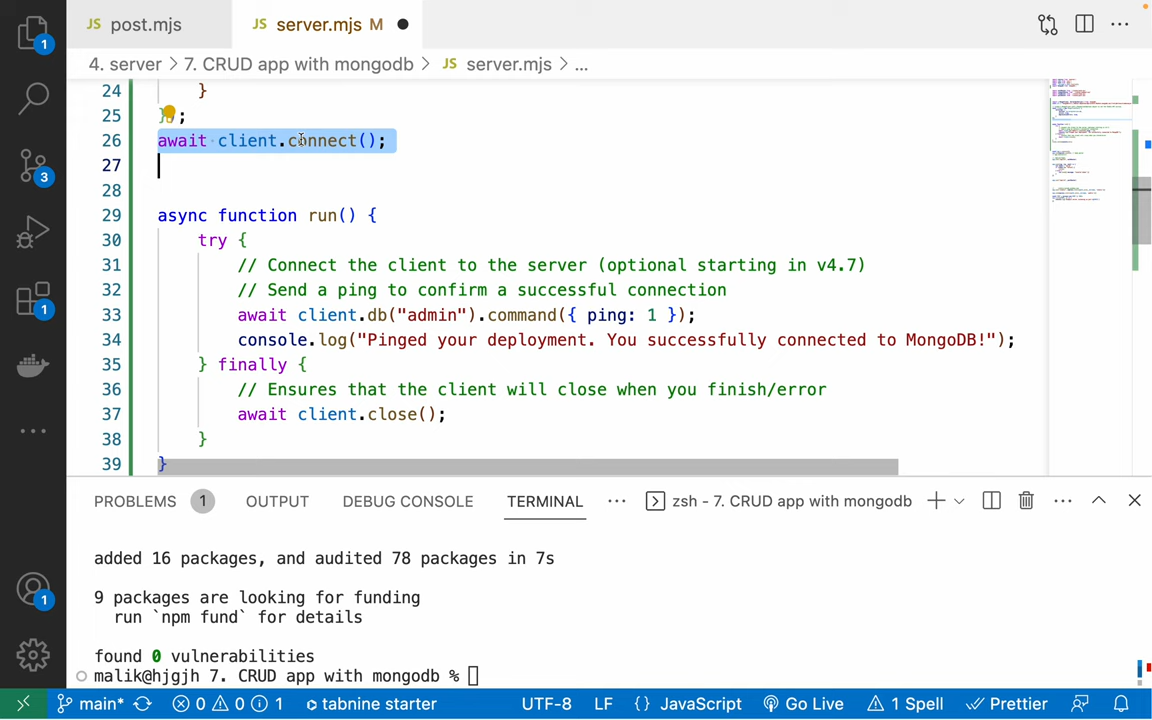 JS post.mjs
JS server.mjs M
4. server > 7. CRUD app with mongodb > JS server.mjs > ...
24 }
25 };
26 await client.connect();
27
28
29 async function run() {
30 try {
31 // Connect the client to the server (optional starting in v4.7)
32 // Send a ping to confirm a successful connection
33 await client.db("admin").command({ ping: 1 });
34 console.log("Pinged your deployment. You successfully connected to MongoDB!");
35 } finally {
36 // Ensures that the client will close when you finish/error
37 await client.close();
38 }
39 }
1
3
1
1
PROBLEMS 1 OUTPUT DEBUG CONSOLE TERMINAL ... zsh - 7. CRUD app with mongodb
added 16 packages, and audited 78 packages in 7s
9 packages are looking for funding
run `npm fund` for details
found 0 vulnerabilities
malik@hjgjh 7. CRUD app with mongodb %
main* 0 0 1 tabnine starter UTF-8 LF {} JavaScript Go Live 1 Spell Prettier